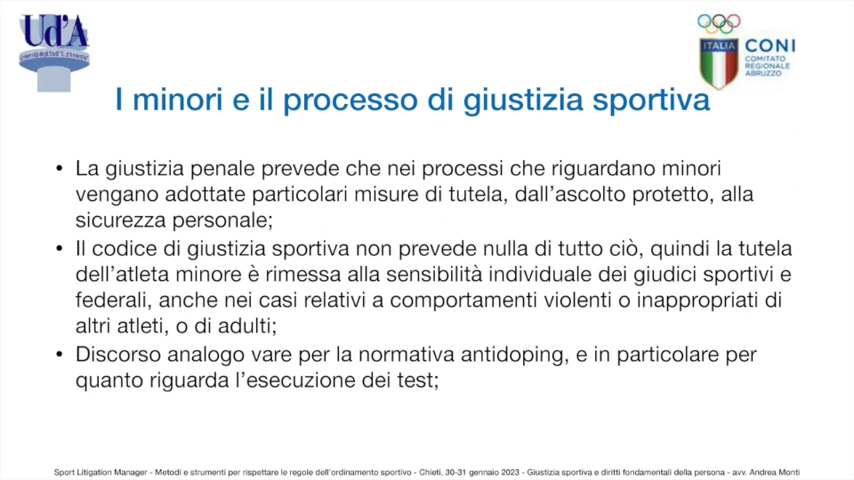 Ud'A
ITALIA
CONI
COMITATO
REGIONALE
ABRUZZO
I minori e il processo di giustizia sportiva
• La giustizia penale prevede che nei processi che riguardano minori
vengano adottate particolari misure di tutela, dall'ascolto protetto, alla
sicurezza personale;
• Il codice di giustizia sportiva non prevede nulla di tutto ciò, quindi la tutela
dell'atleta minore è rimessa alla sensibilità individuale dei giudici sportivi e
federali, anche nei casi relativi a comportamenti violenti o inappropriati di
altri atleti, o di adulti;
• Discorso analogo vare per la normativa antidoping, e in particolare per
quanto riguarda l'esecuzione dei test;
Sport Litigation Manager - Metodi e strumenti per rispettare le regole dell'ordinamento sportivo - Chieti, 30-31 gennaio 2023 - Giustizia sportiva e diritti fondamentali della persona - avv. Andrea Monti